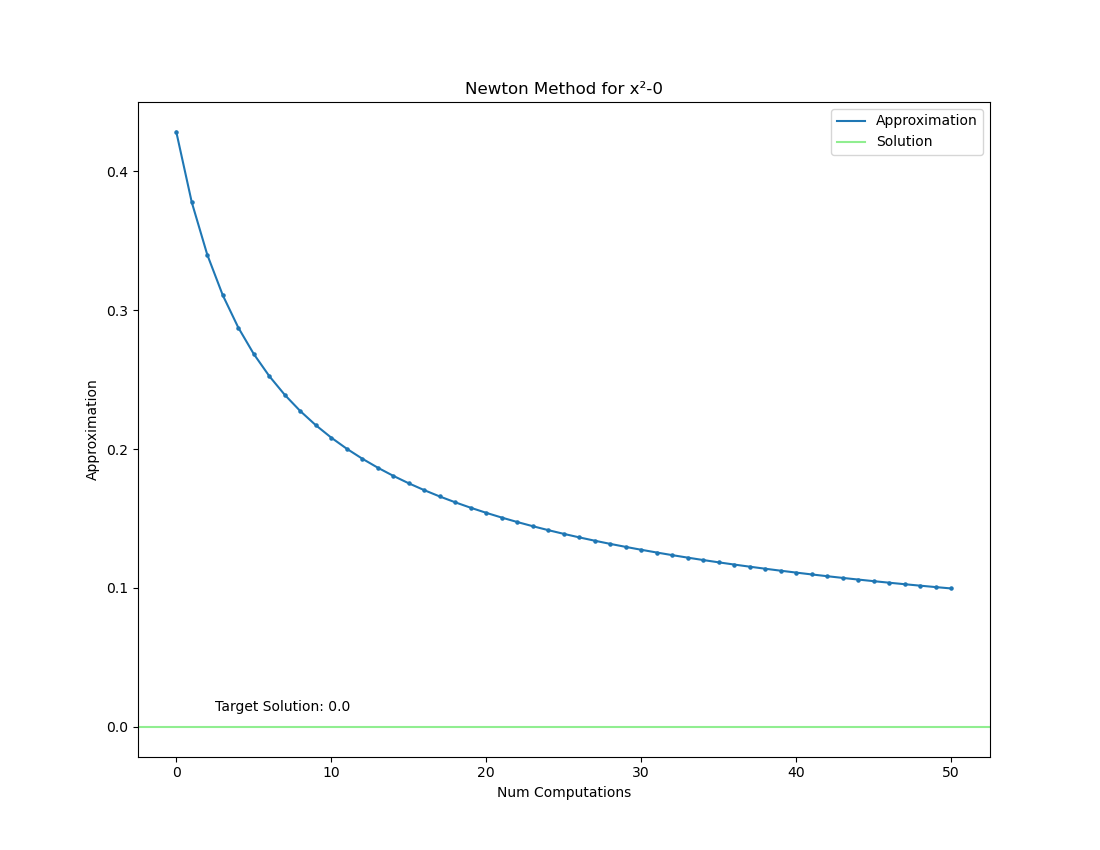 Newton Method for x²-0
Approximation
Solution
0.4
0.3
0.2
0.1
0.0
Approximation
Target Solution: 0.0
0 10 20 30 40 50
Num Computations